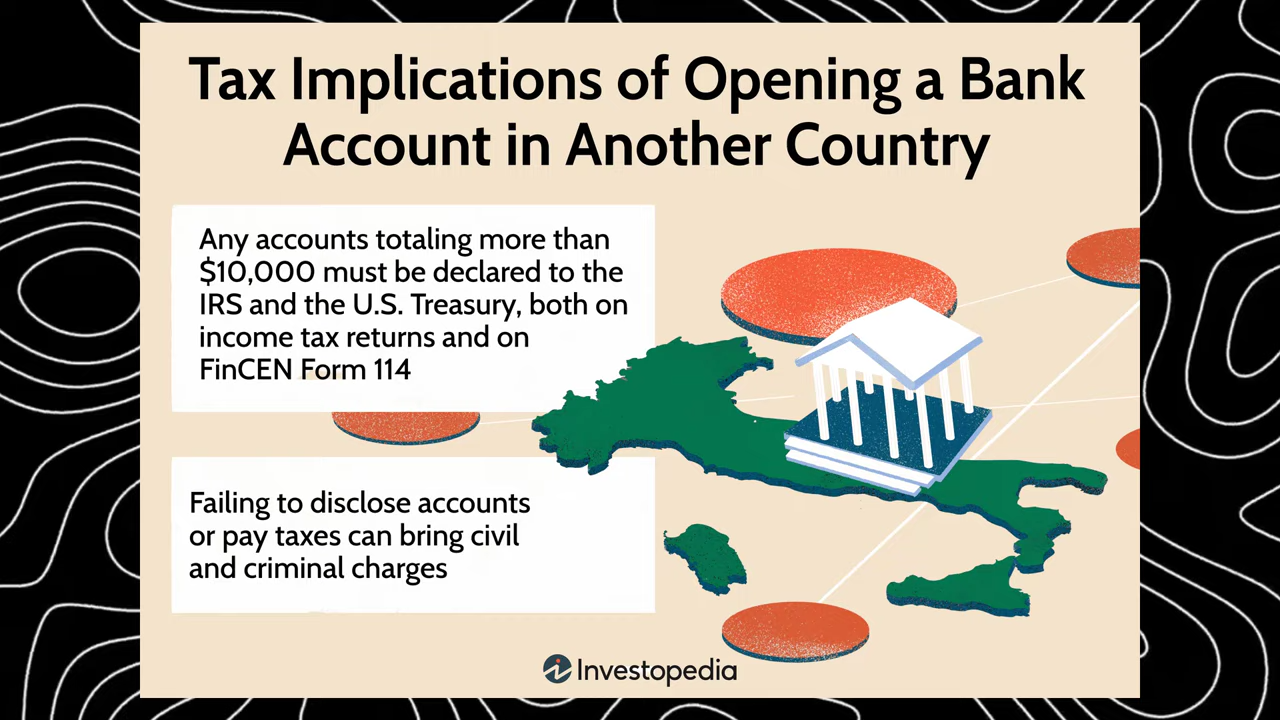 Tax Implications of Opening a Bank
Account in Another Country
Any accounts totaling more than
$10,000 must be declared to the
IRS and the U.S. Treasury, both on
income tax returns and on
FinCEN Form 114
Failing to disclose accounts
or pay taxes can bring civil
and criminal charges
Investopedia